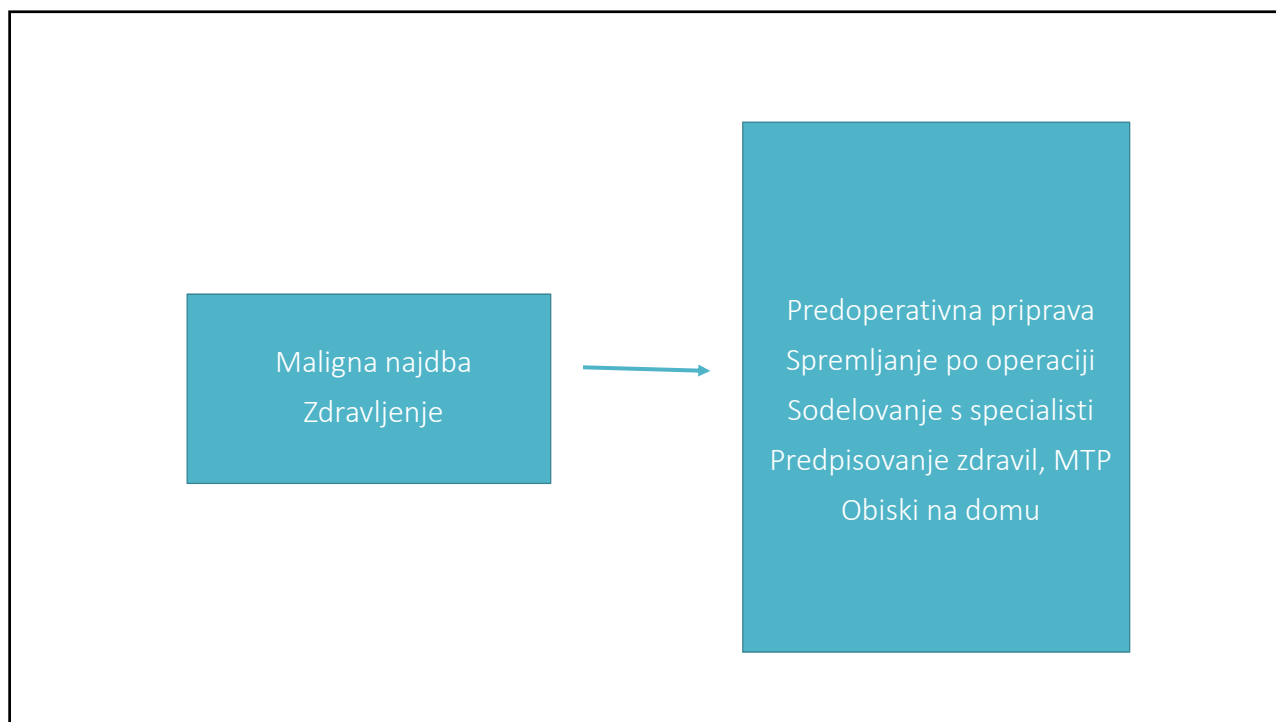 Maligna najdba
Zdravljenje
Predoperativna priprava
Spremljanje po operaciji
Sodelovanje s specialisti
Predpisovanje zdravil, MTP
Obiski na domu